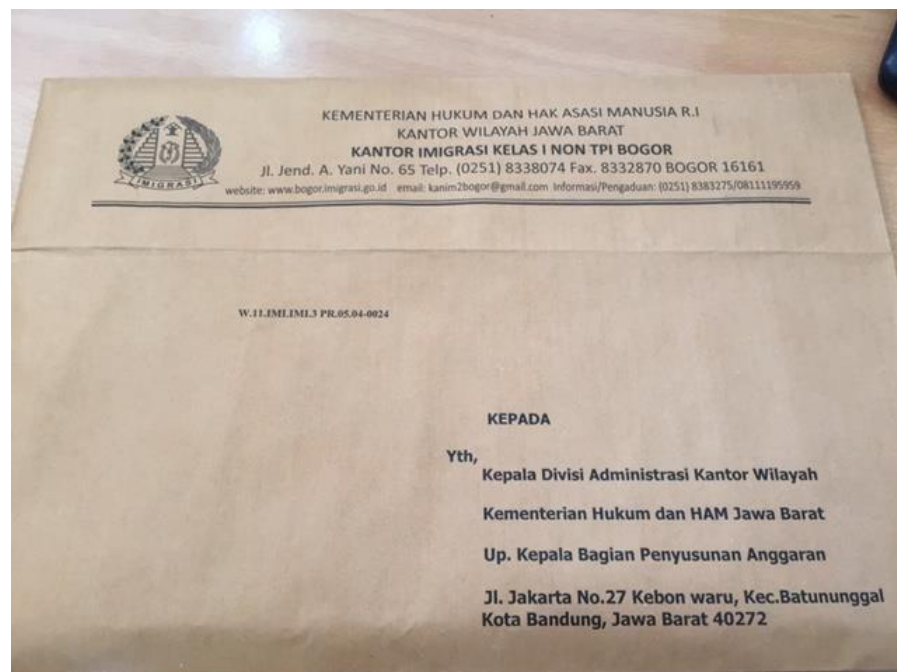 KEMENTERIAN HUKUM DAN HAK ASASI MANUSIA R.I
KANTOR WILAYAH JAWA BARAT
KANTOR IMIGRASI KELAS I NON TPI BOGOR
Jl. Jend. A. Yani No. 65 Telp. (0251) 8338074 Fax. 8332870 BOGOR 16161
website: www.bogor.imigrasi.go.id email: kanim2bogor@gmail.com Informasi/Pengaduan: (0251) 8383275/08111195959
IMIGRASI
W.11.IMI.IMI.3 PR.05.04-0024
KEPADA
Yth,
Kepala Divisi Administrasi Kantor Wilayah
Kementerian Hukum dan HAM Jawa Barat
Up. Kepala Bagian Penyusunan Anggaran
Jl. Jakarta No.27 Kebon waru, Kec.Batununggal
Kota Bandung, Jawa Barat 40272